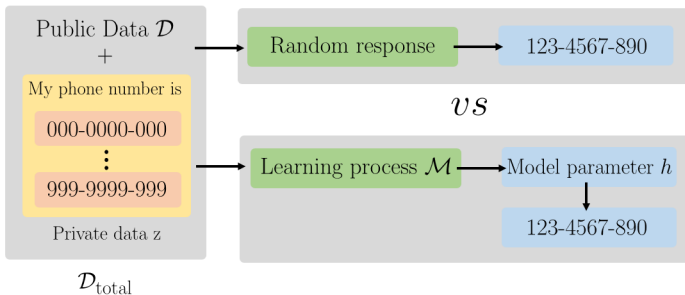 Public Data 𝒟
+
My phone number is
000-0000-000
⋮
999-9999-999
Private data z
𝒟total
Random response
123-4567-890
vs
Learning process ℳ
Model parameter h
123-4567-890